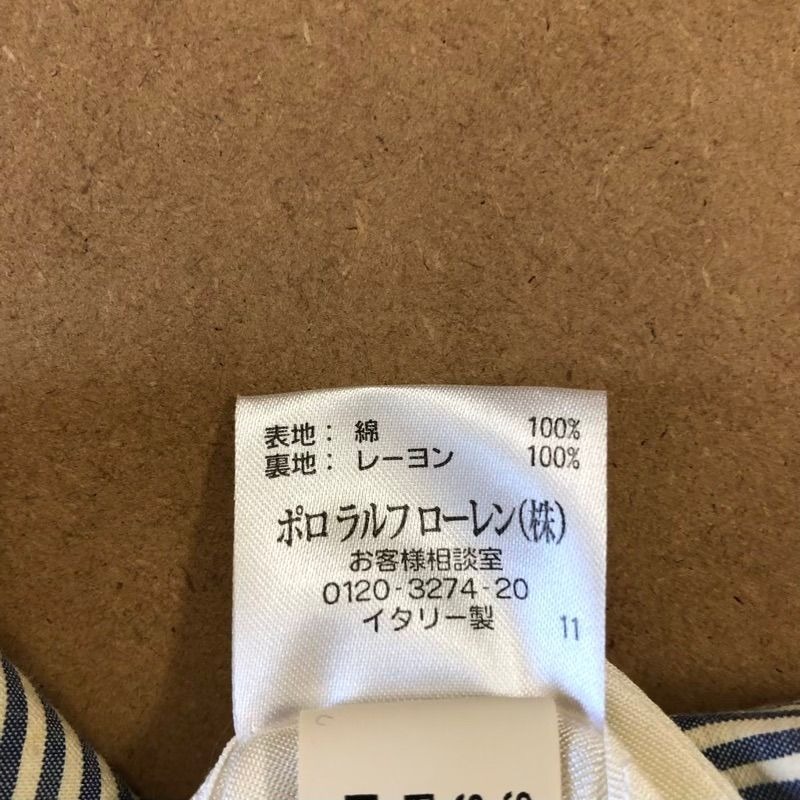 表地： 綿 100%
裏地： レーヨン 100%
ポロ ラルフ ローレン(株)
お客様相談室
0120-3274-20
イタリー製
11